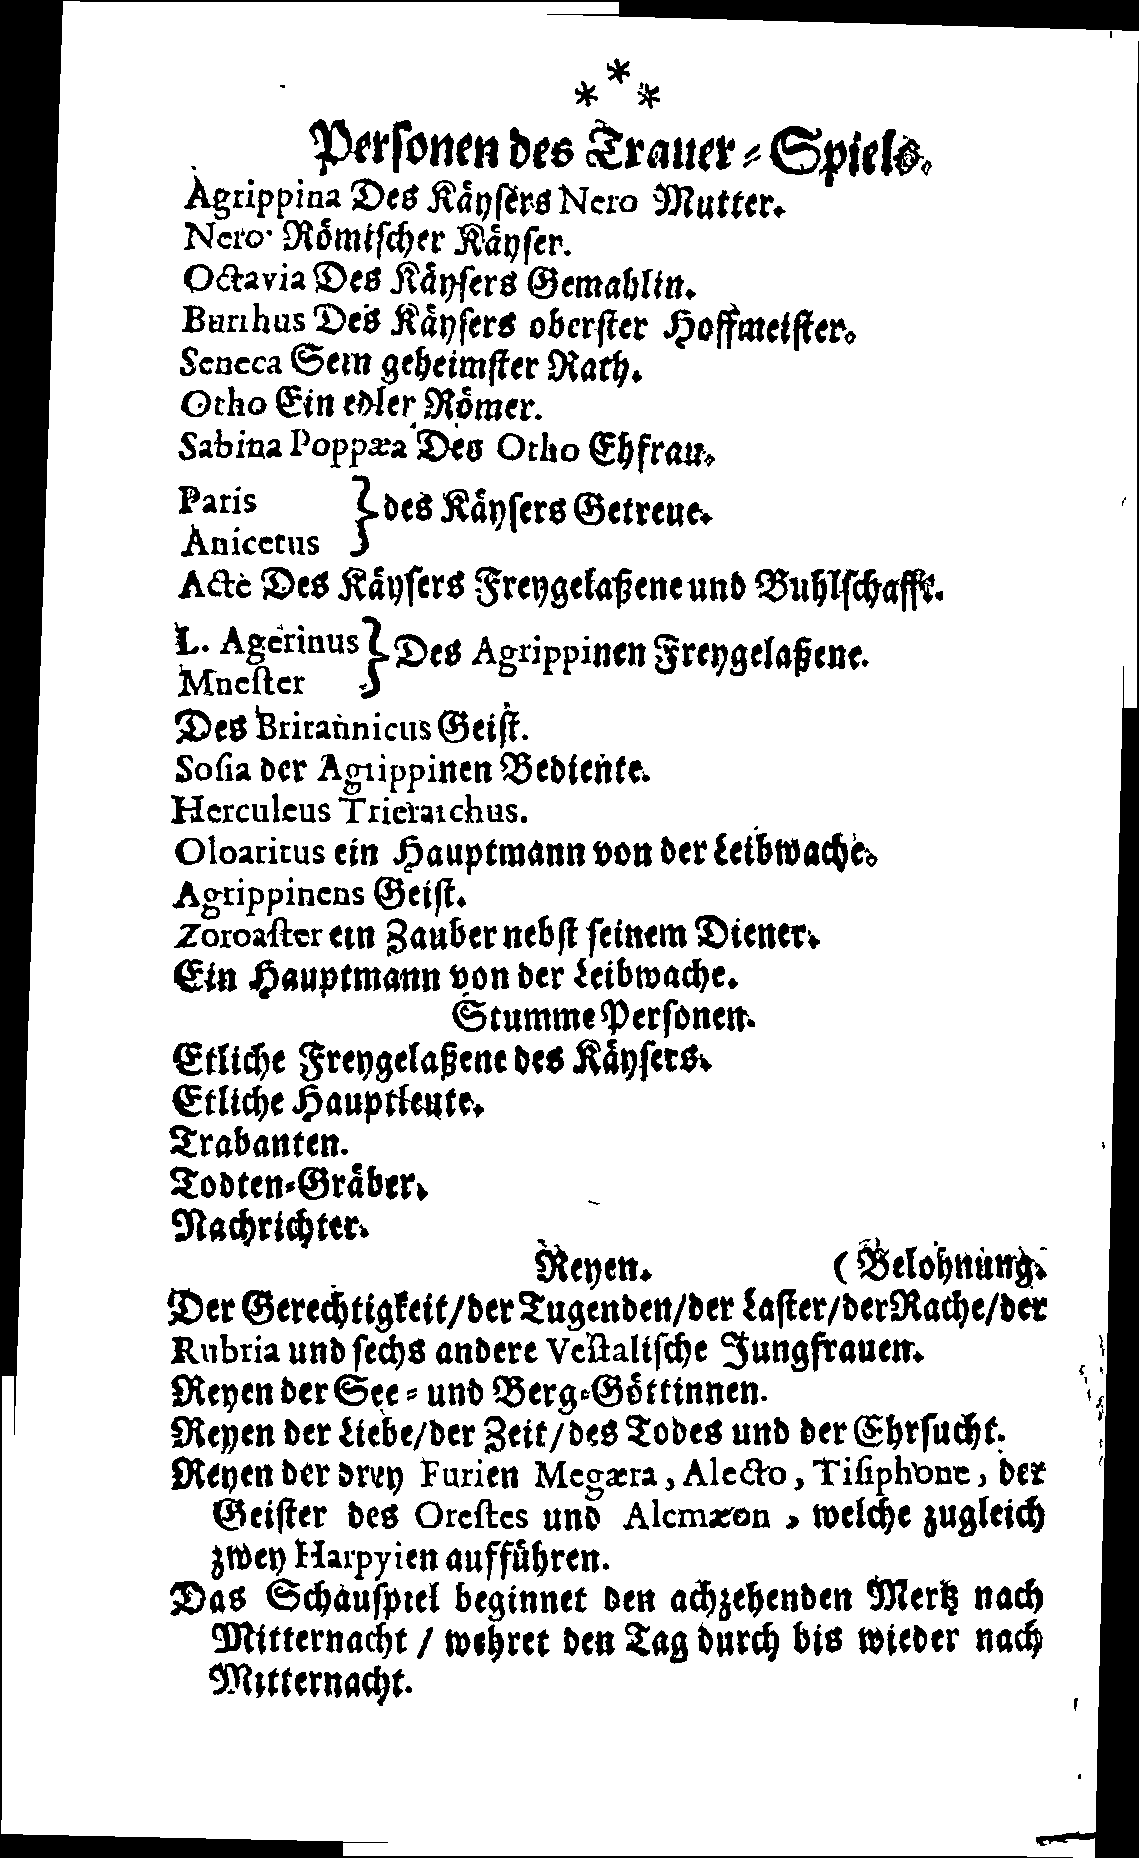 * * *
Personen des Trauer-Spiels.
Agrippina Des Käysers Nero Mutter.
Nero Römischer Käyser.
Octavia Des Käysers Gemahlin.
Burrhus Des Käysers oberster Hoffmeister.
Seneca Sein geheimster Rath.
Otho Ein edler Römer.
Sabina Poppæa Des Otho Ehfrau.
Paris
Anicetus } des Käysers Getreue.
Acte Des Käysers Freygelaßene und Buhlschafft.
L. Agerinus
Mnester } Des Agrippinen Freygelaßene.
Des Britannicus Geist.
Sosia der Agrippinen Bediente.
Herculeus Trierarchus.
Oloaritus ein Hauptmann von der Leibwache.
Agrippinens Geist.
Zoroaster ein Zauber nebst seinem Diener.
Ein Hauptmann von der Leibwache.
Stumme Personen.
Etliche Freygelaßene des Käysers.
Etliche Hauptleute.
Trabanten.
Todten-Gräber.
Nachrichter.
Reyen. (Belohnung.
Der Gerechtigkeit/der Tugenden/der Laster/der Rache/der
Rubria und sechs andere Vestalische Jungfrauen.
Reyen der See- und Berg-Göttinnen.
Reyen der Liebe/der Zeit/des Todes und der Ehrsucht.
Reyen der drey Furien Megæra, Alecto, Tisiphone, der
Geister des Orestes und Alcmæon, welche zugleich
zwey Harpyien aufführen.
Das Schauspiel beginnet den achzehenden Mertz nach
Mitternacht / wehret den Tag durch bis wieder nach
Mitternacht.